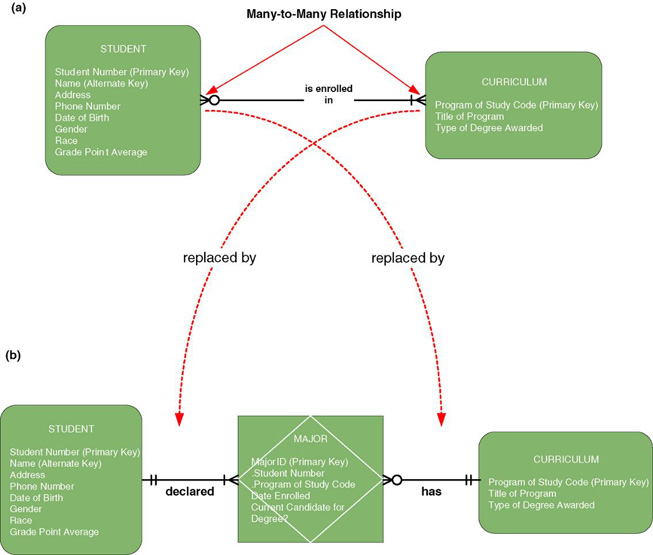 (a)
Many-to-Many Relationship
STUDENT
Student Number (Primary Key)
Name (Alternate Key)
Address
Phone Number
Date of Birth
Gender
Race
Grade Point Average
is enrolled
in
CURRICULUM
Program of Study Code (Primary Key)
Title of Program
Type of Degree Awarded
replaced by
replaced by
(b)
STUDENT
Student Number (Primary Key)
Name (Alternate Key)
Address
Phone Number
Date of Birth
Gender
Race
Grade Point Average
declared
MAJOR
MajorID (Primary Key)
.Student Number
.Program of Study Code
Date Enrolled
Current Candidate for
Degree?
has
CURRICULUM
Program of Study Code (Primary Key)
Title of Program
Type of Degree Awarded